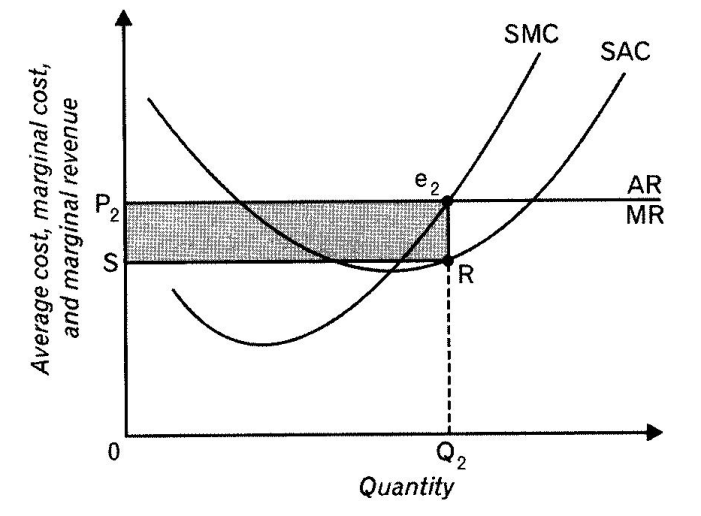 SMC
SAC
Average cost, marginal cost,
and marginal revenue
e2
AR
P2
MR
S
R
0
Q2
Quantity